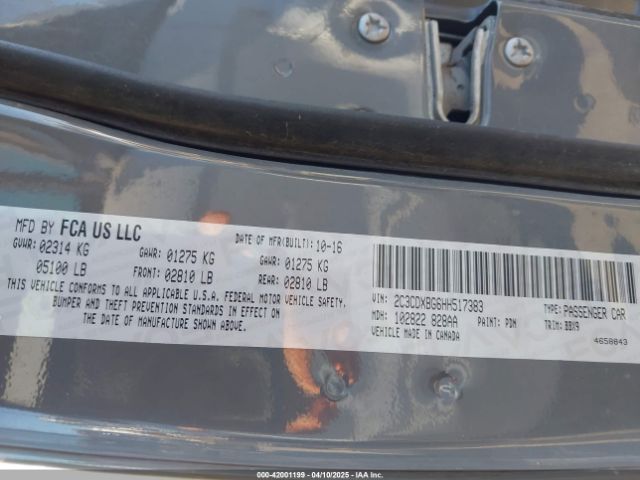 MFD BY FCA US LLC
DATE OF MFR(BUILT): 10-16
GVWR: 02314 KG
GAWR: 01275 KG
GAWR: 01275 KG
05100 LB
FRONT: 02810 LB
REAR: 02810 LB
THIS VEHICLE CONFORMS TO ALL APPLICABLE U.S.A. FEDERAL MOTOR VEHICLE SAFETY,
BUMPER AND THEFT PREVENTION STANDARDS IN EFFECT ON
THE DATE OF MANUFACTURE SHOWN ABOVE.
VIN: 2C3CDXBG6HH517383
TYPE: PASSENGER CAR
MDH: 102822 828AA
PAINT: PDN
TRIM: BBX9
VEHICLE MADE IN CANADA
4658843
000-42001199 - 04/10/2025 - IAA Inc.